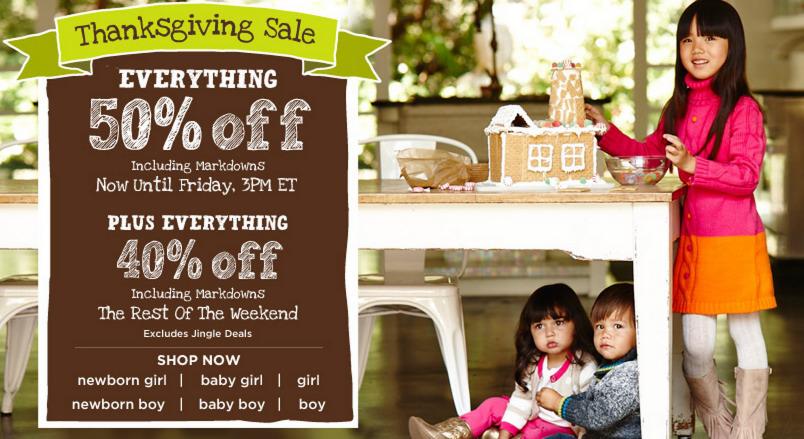 Thanksgiving Sale
EVERYTHING
50% off
Including Markdowns
Now Until Friday, 3PM ET
PLUS EVERYTHING
40% off
Including Markdowns
The Rest Of The Weekend
Excludes Jingle Deals
SHOP NOW
newborn girl | baby girl | girl
newborn boy | baby boy | boy